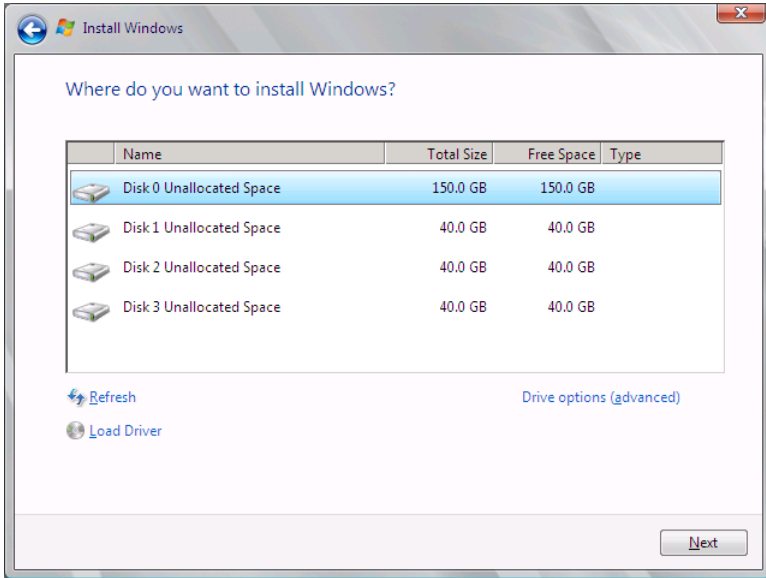 Install Windows
Where do you want to install Windows?
Name Total Size Free Space Type
Disk 0 Unallocated Space 150.0 GB 150.0 GB
Disk 1 Unallocated Space 40.0 GB 40.0 GB
Disk 2 Unallocated Space 40.0 GB 40.0 GB
Disk 3 Unallocated Space 40.0 GB 40.0 GB
Refresh Drive options (advanced)
Load Driver
Next